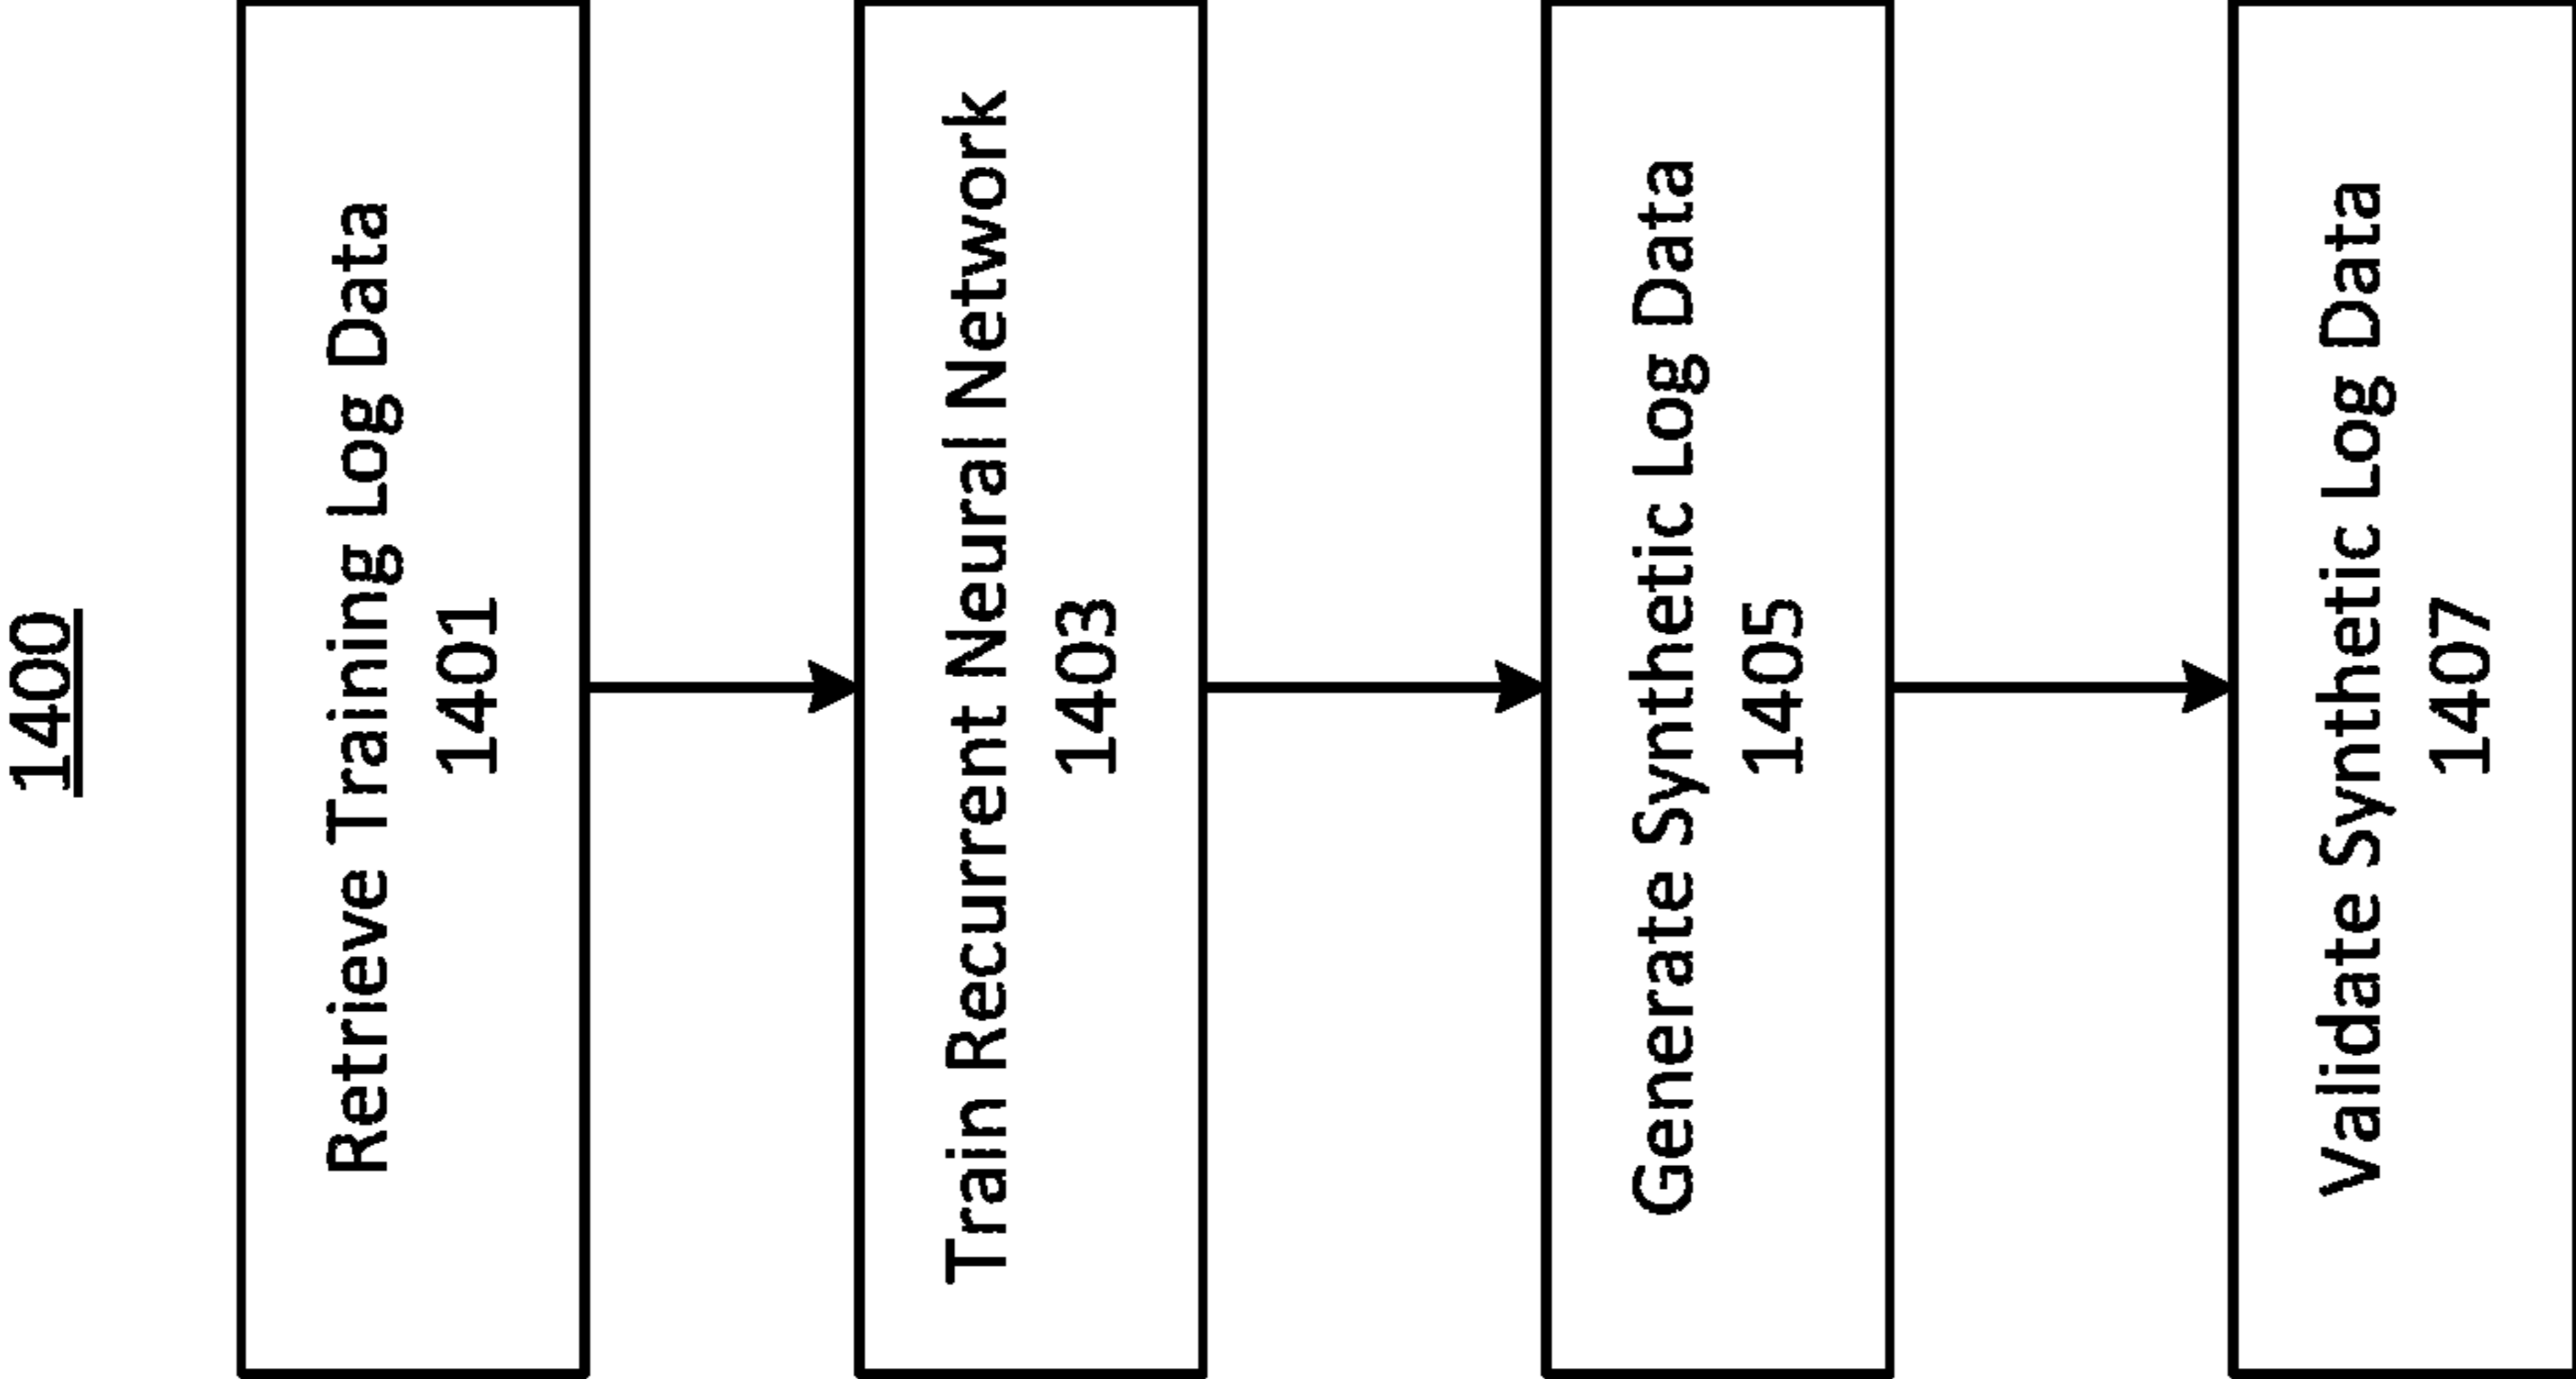 1400
Retrieve Training Log Data
1401
Train Recurrent Neural Network
1403
Generate Synthetic Log Data
1405
Validate Synthetic Log Data
1407